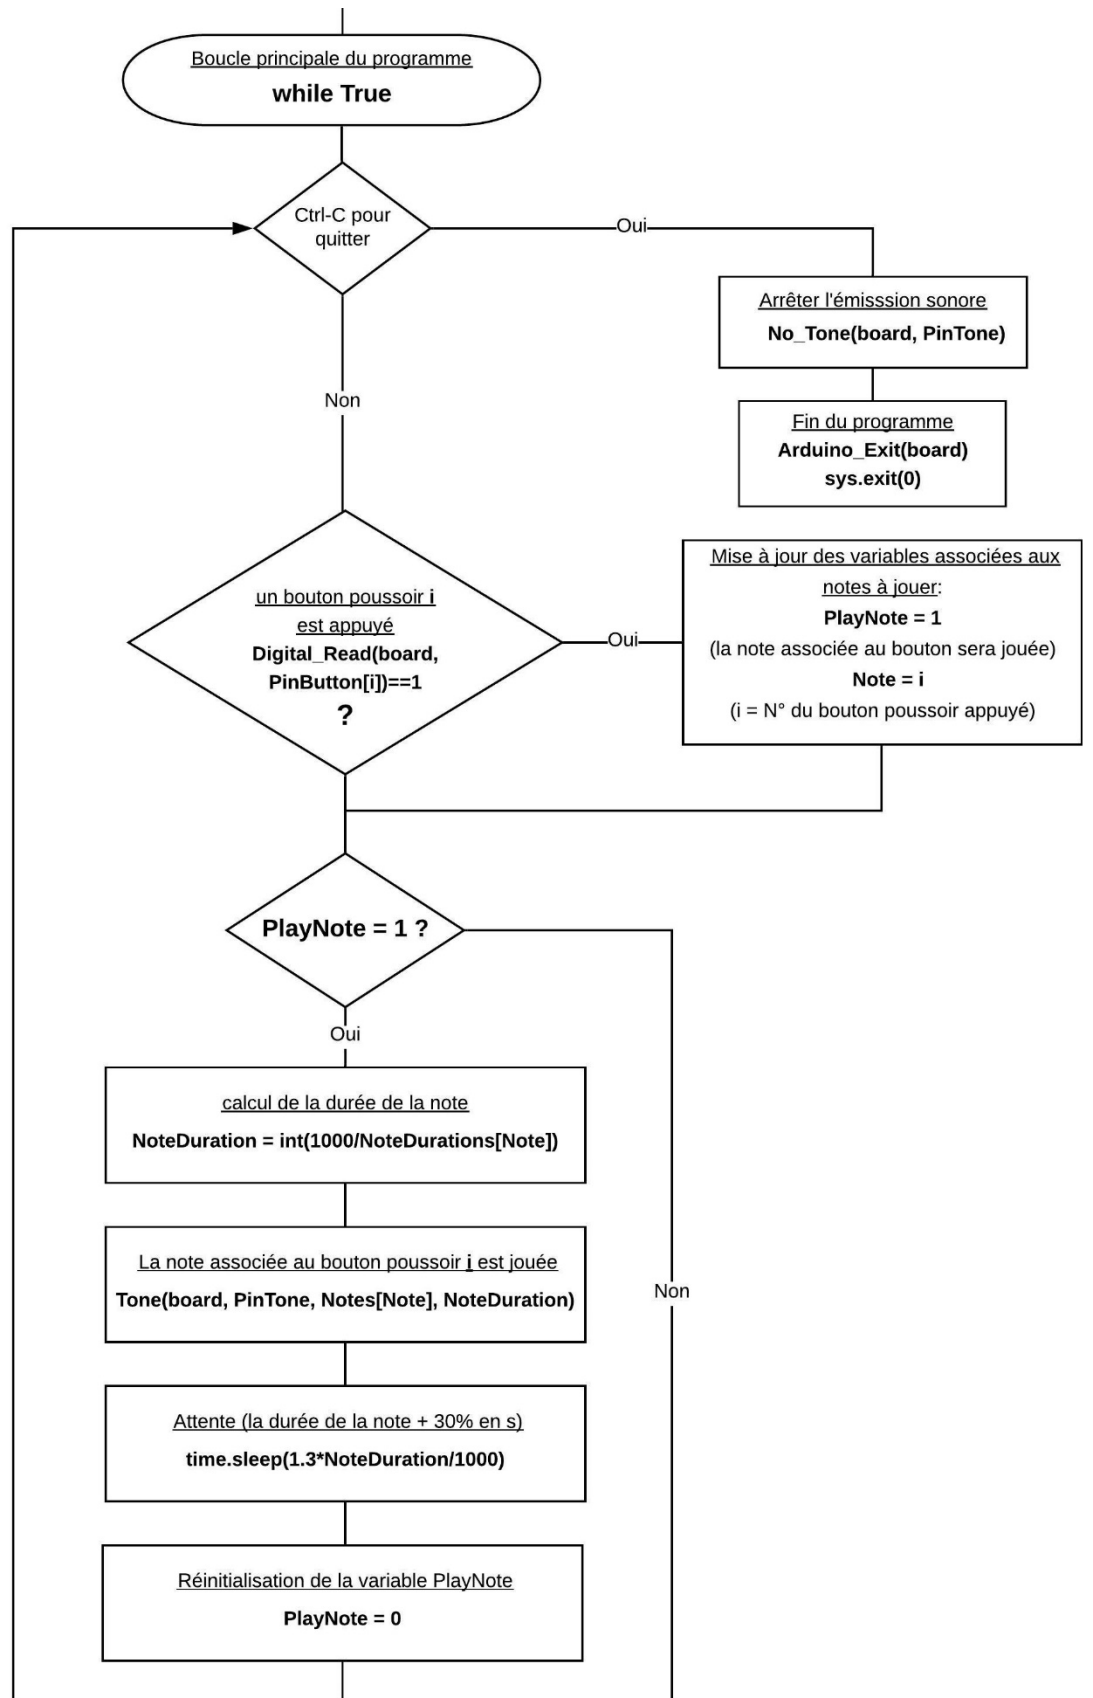 Boucle principale du programme
while True
Ctrl-C pour
quitter
Oui
Arrêter l'émisssion sonore
No_Tone(board, PinTone)
Fin du programme
Arduino_Exit(board)
sys.exit(0)
Non
un bouton poussoir i
est appuyé
Digital_Read(board,
PinButton[i])==1
?
Oui
Mise à jour des variables associées aux
notes à jouer:
PlayNote = 1
(la note associée au bouton sera jouée)
Note = i
(i = N° du bouton poussoir appuyé)
PlayNote = 1 ?
Oui
calcul de la durée de la note
NoteDuration = int(1000/NoteDurations[Note])
La note associée au bouton poussoir i est jouée
Tone(board, PinTone, Notes[Note], NoteDuration)
Non
Attente (la durée de la note + 30% en s)
time.sleep(1.3*NoteDuration/1000)
Réinitialisation de la variable PlayNote
PlayNote = 0